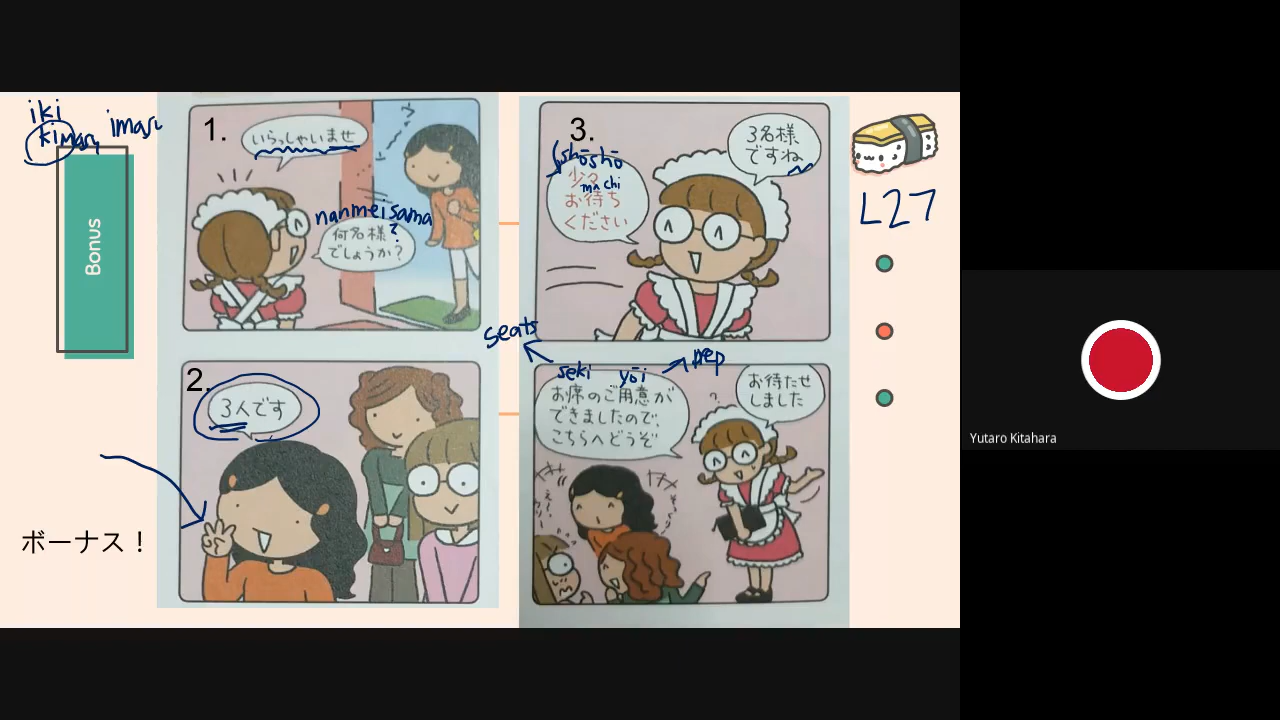 iki
kimasu
imasu
Bonus
ボーナス！
1.
いらっしゃいませ
nanmei sama
?
何名様
でしょうか?
2.
3人です
3.
3名様
ですね
shōshō
少々
machi
お待ち
ください
seats
seki yōi
prep
お席のご用意が
できましたので、
こちらへどうぞ
お待たせ
しました
L27
Yutaro Kitahara